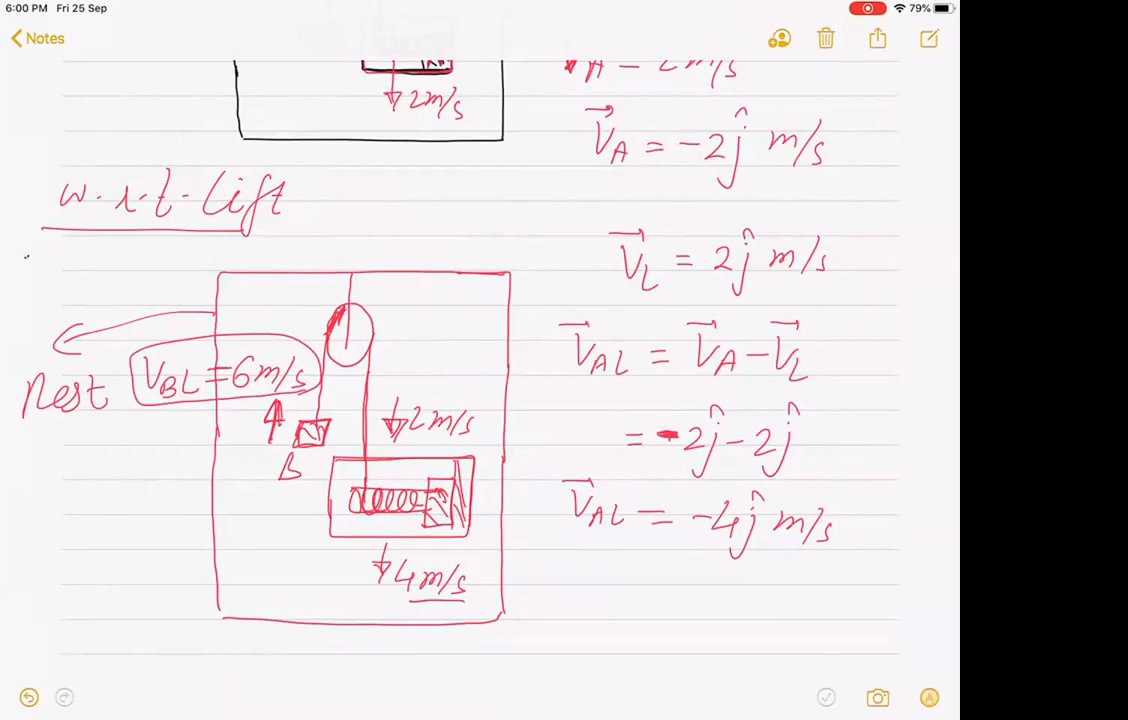 6:00 PM Fri 25 Sep
79%
Notes
2m/s
V⃗A = -2ĵ m/s
w.r.t. Lift
V⃗L = 2ĵ m/s
V⃗AL = V⃗A - V⃗L
Rest
VBL = 6m/s
2m/s
B
= -2ĵ - 2ĵ
V⃗AL = -4ĵ m/s
4m/s